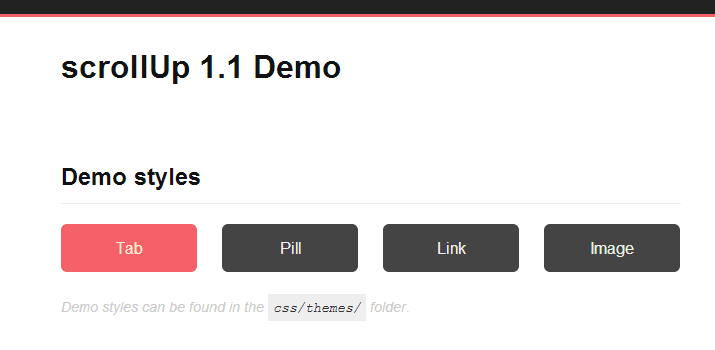 scrollUp 1.1 Demo
Demo styles
Tab Pill Link Image
Demo styles can be found in the css/themes/ folder.